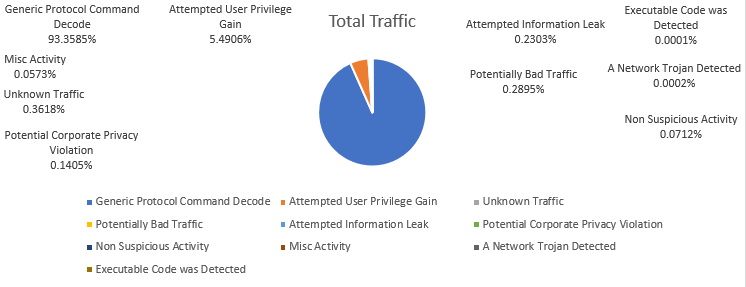 Total Traffic
Generic Protocol Command
Decode
93.3585%
Attempted User Privilege
Gain
5.4906%
Attempted Information Leak
0.2303%
Executable Code was
Detected
0.0001%
Misc Activity
0.0573%
Potentially Bad Traffic
0.2895%
A Network Trojan Detected
0.0002%
Unknown Traffic
0.3618%
Non Suspicious Activity
0.0712%
Potential Corporate Privacy
Violation
0.1405%
Generic Protocol Command Decode
Attempted User Privilege Gain
Unknown Traffic
Potentially Bad Traffic
Attempted Information Leak
Potential Corporate Privacy Violation
Non Suspicious Activity
Misc Activity
A Network Trojan Detected
Executable Code was Detected